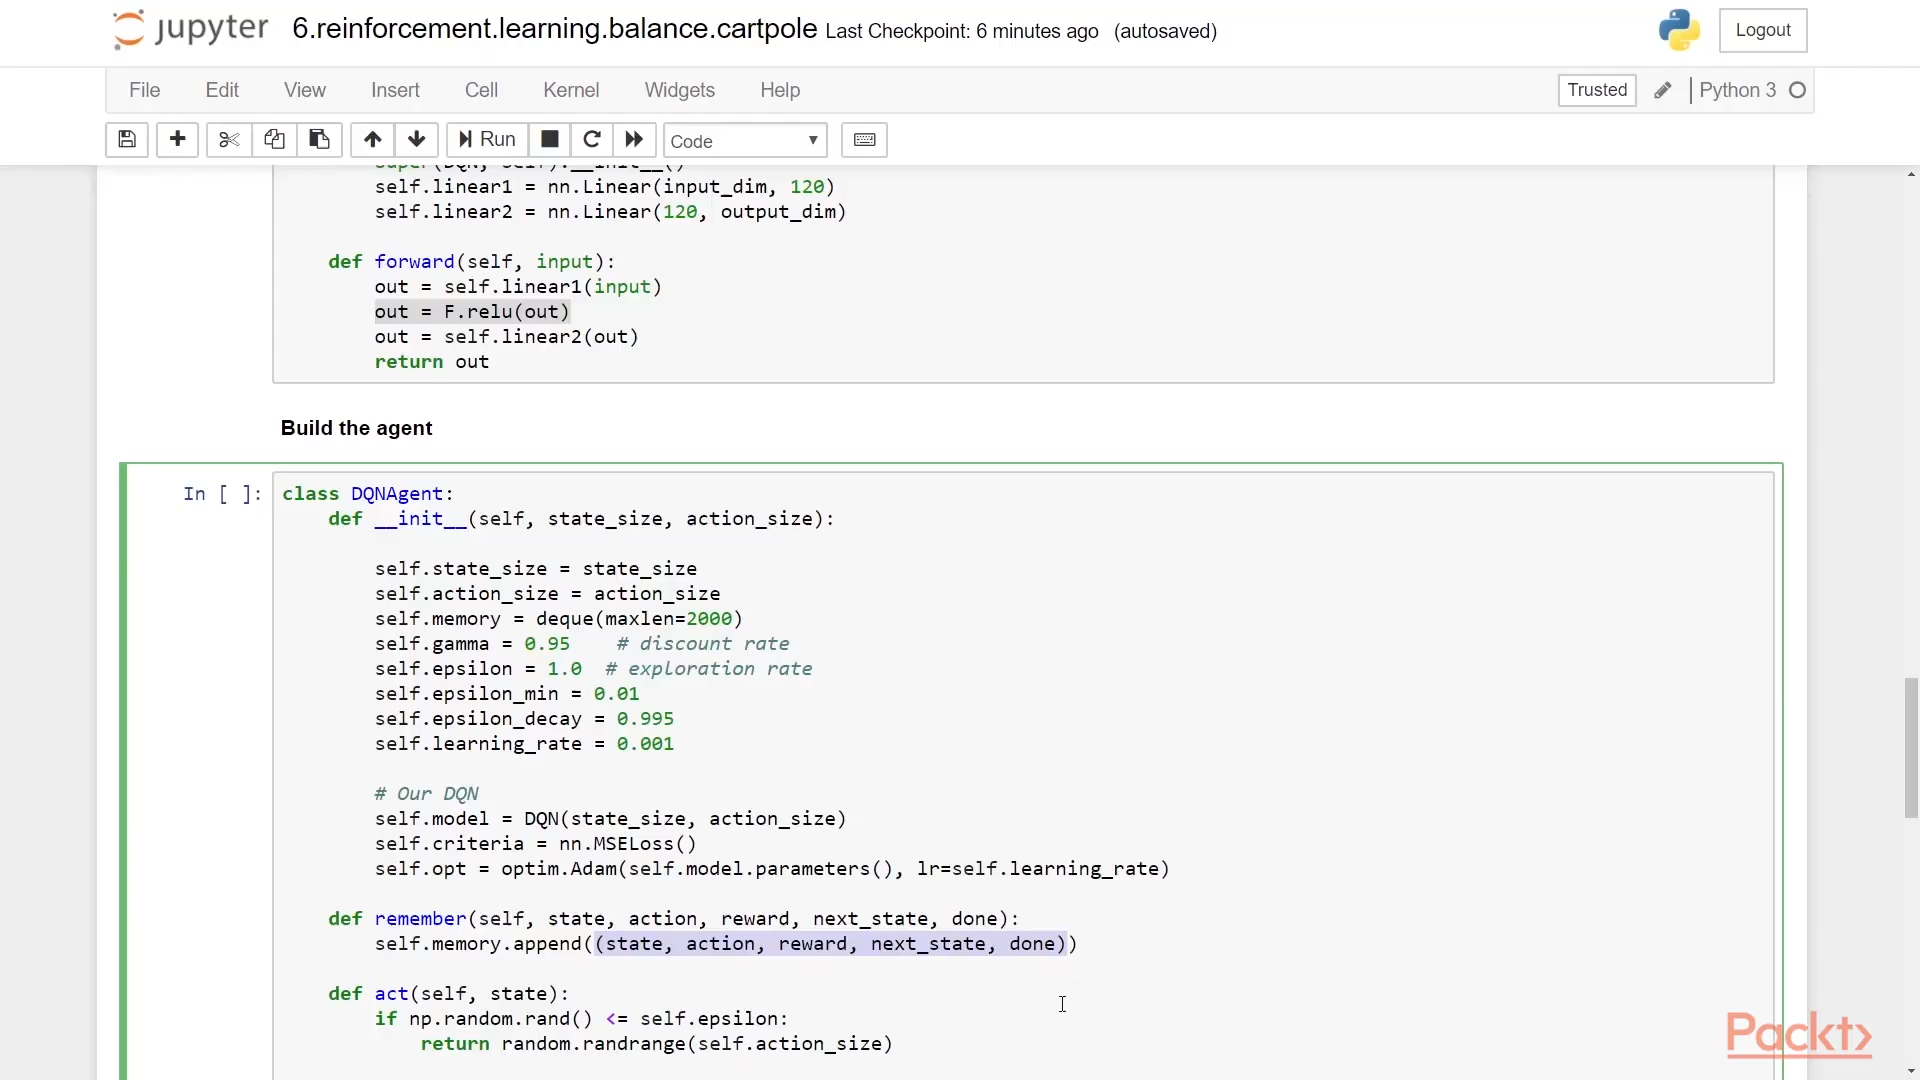 jupyter 6.reinforcement.learning.balance.cartpole Last Checkpoint: 6 minutes ago (autosaved) Logout
File Edit View Insert Cell Kernel Widgets Help Trusted Python 3
Run Code
super(DQN, self).__init__()
self.linear1 = nn.Linear(input_dim, 120)
self.linear2 = nn.Linear(120, output_dim)
def forward(self, input):
out = self.linear1(input)
out = F.relu(out)
out = self.linear2(out)
return out
Build the agent
In [ ]: class DQNAgent:
def __init__(self, state_size, action_size):
self.state_size = state_size
self.action_size = action_size
self.memory = deque(maxlen=2000)
self.gamma = 0.95 # discount rate
self.epsilon = 1.0 # exploration rate
self.epsilon_min = 0.01
self.epsilon_decay = 0.995
self.learning_rate = 0.001
# Our DQN
self.model = DQN(state_size, action_size)
self.criteria = nn.MSELoss()
self.opt = optim.Adam(self.model.parameters(), lr=self.learning_rate)
def remember(self, state, action, reward, next_state, done):
self.memory.append((state, action, reward, next_state, done))
def act(self, state):
if np.random.rand() <= self.epsilon:
return random.randrange(self.action_size)
Packt>